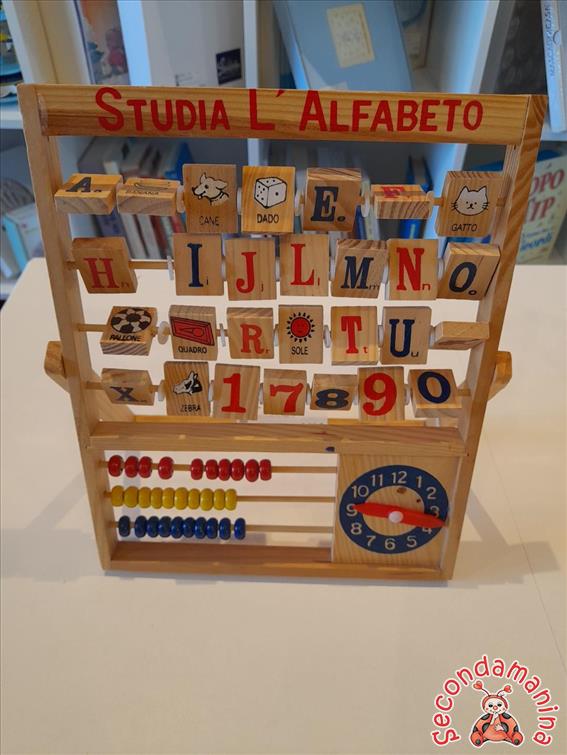 STUDIA L'ALFABETO
A BANANA CANE DADO E e F GATTO
H h I i J j L l M m N n O o
PALLONE QUADRO R r SOLE T t U u
X ZEBRA 1 7 8 9 0
10 11 12 1 2 3 4 5 6 7 8 9
Secondamanina